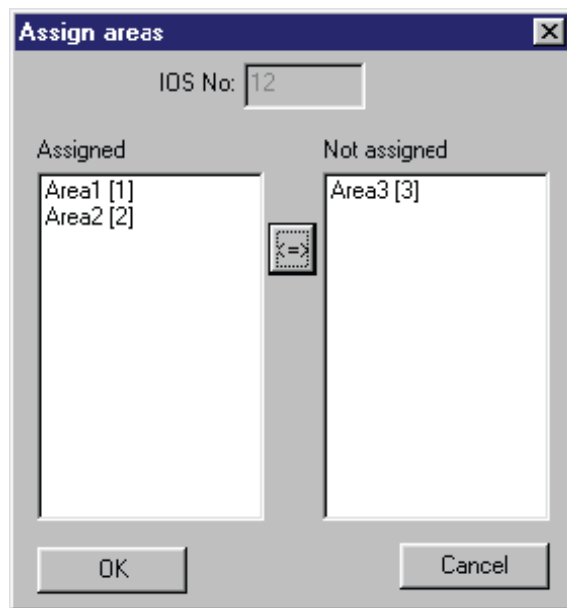 Assign areas
IOS No: 12
Assigned
Not assigned
Area1 [1]
Area2 [2]
Area3 [3]
<=>
OK
Cancel